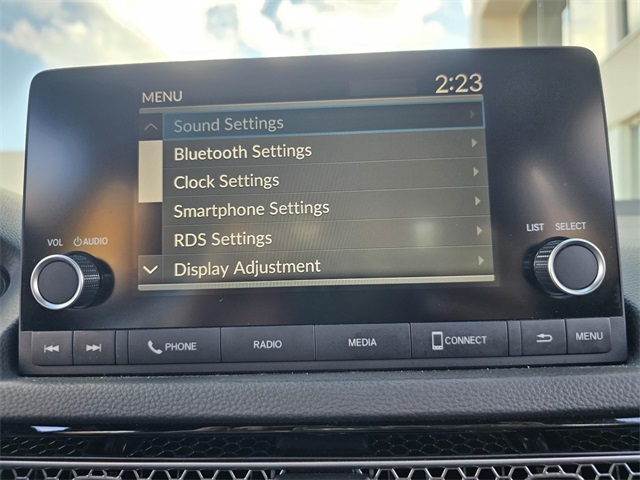 MENU 2:23
Sound Settings
Bluetooth Settings
Clock Settings
Smartphone Settings
RDS Settings
Display Adjustment
VOL AUDIO
LIST SELECT
PHONE RADIO MEDIA CONNECT MENU